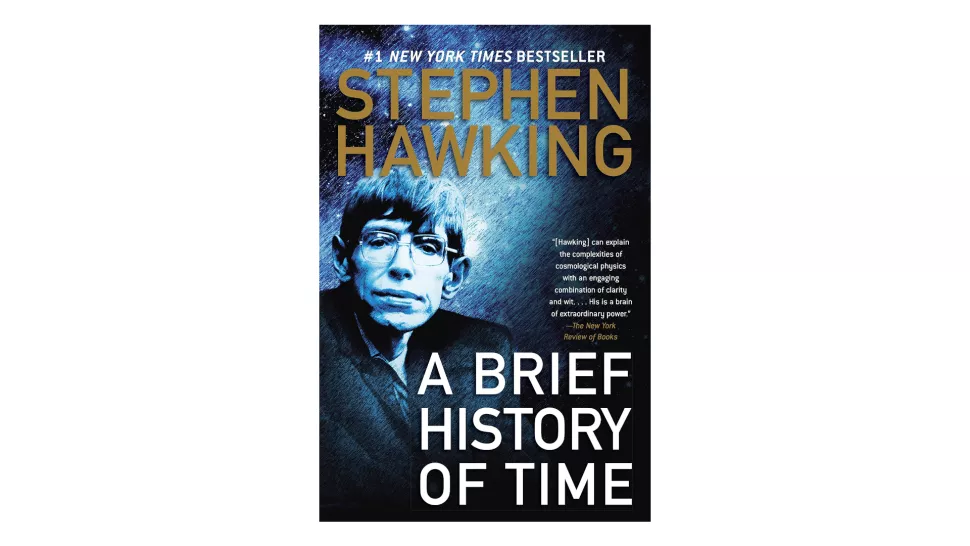 #1 NEW YORK TIMES BESTSELLER
STEPHEN
HAWKING
"[Hawking] can explain
the complexities of
cosmological physics
with an engaging
combination of clarity
and wit. . . . His is a brain
of extraordinary power."
—The New York
Review of Books
A BRIEF
HISTORY
OF TIME